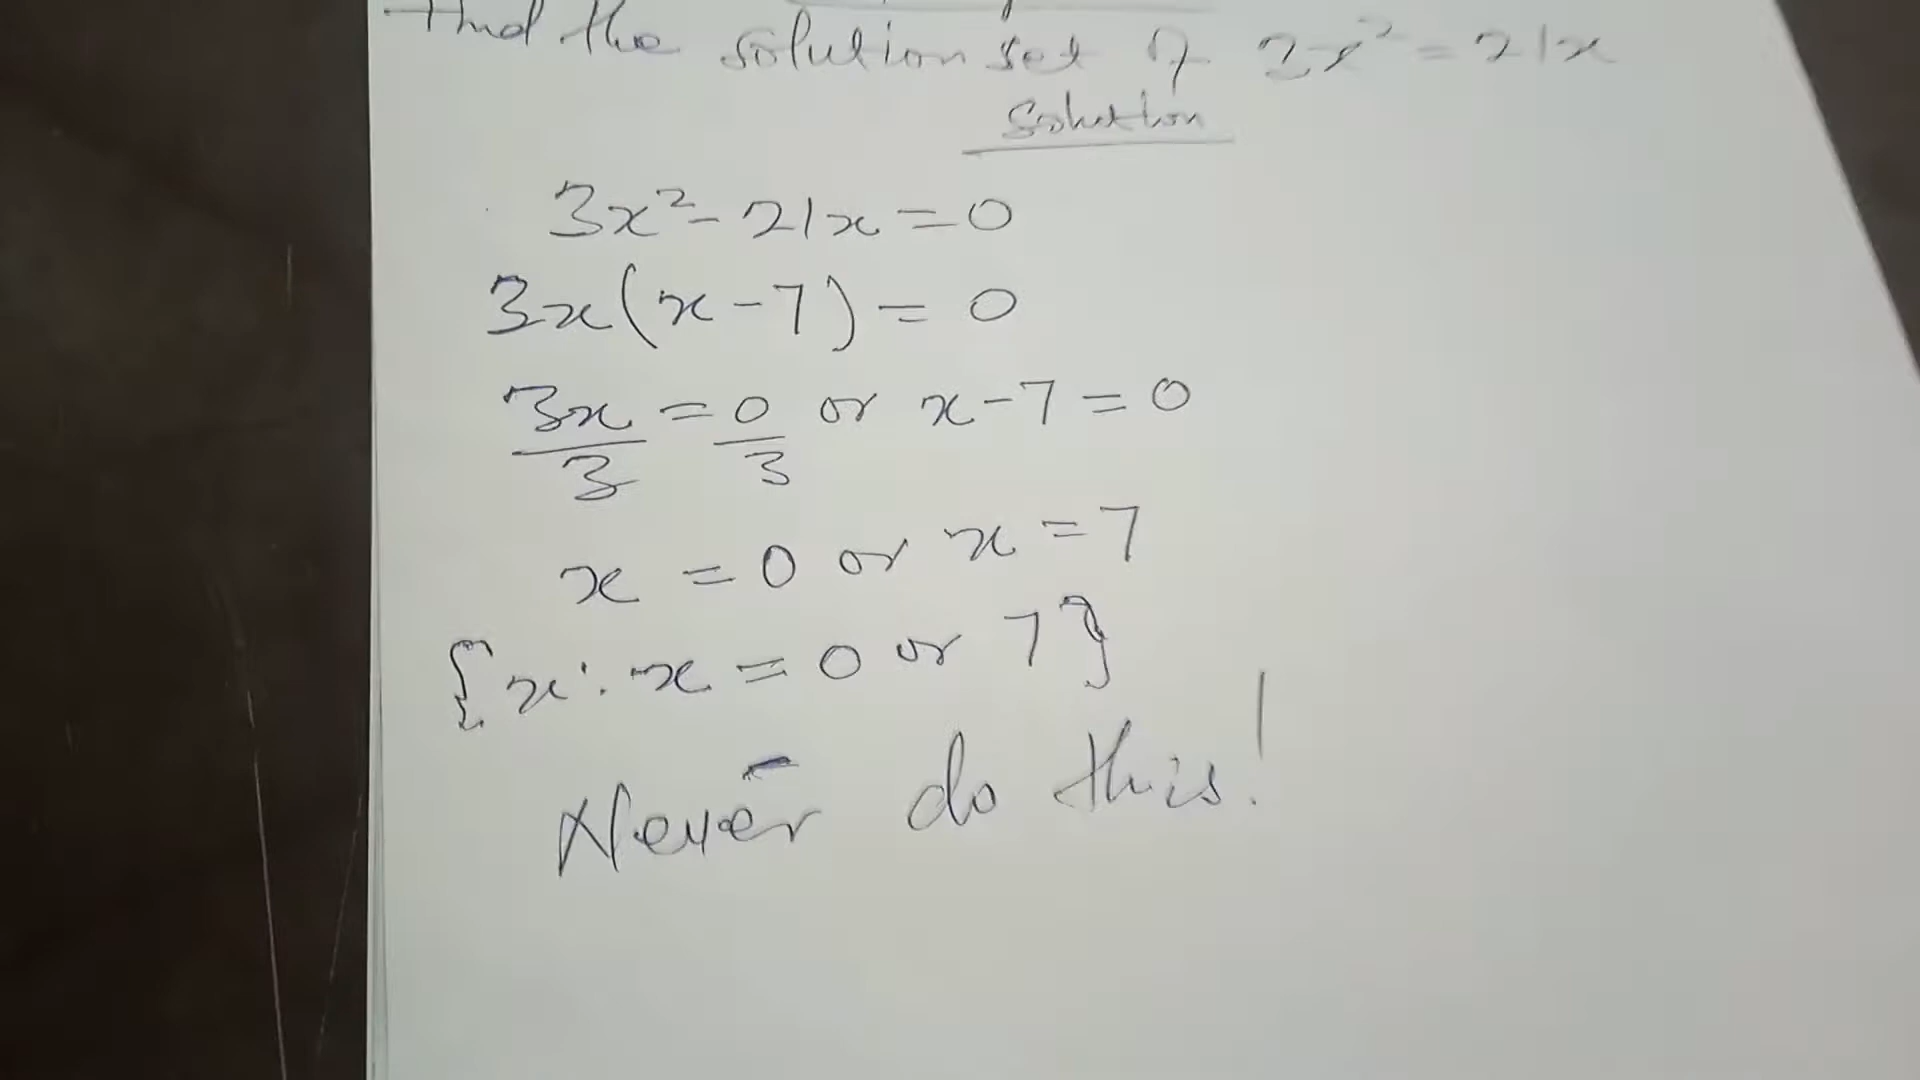 Find the solution set of 3x² = 21x
Solution
3x² - 21x = 0
3x(x - 7) = 0
3x/3 = 0/3 or x - 7 = 0
x = 0 or x = 7
{x : x = 0 or 7}
Never do this!